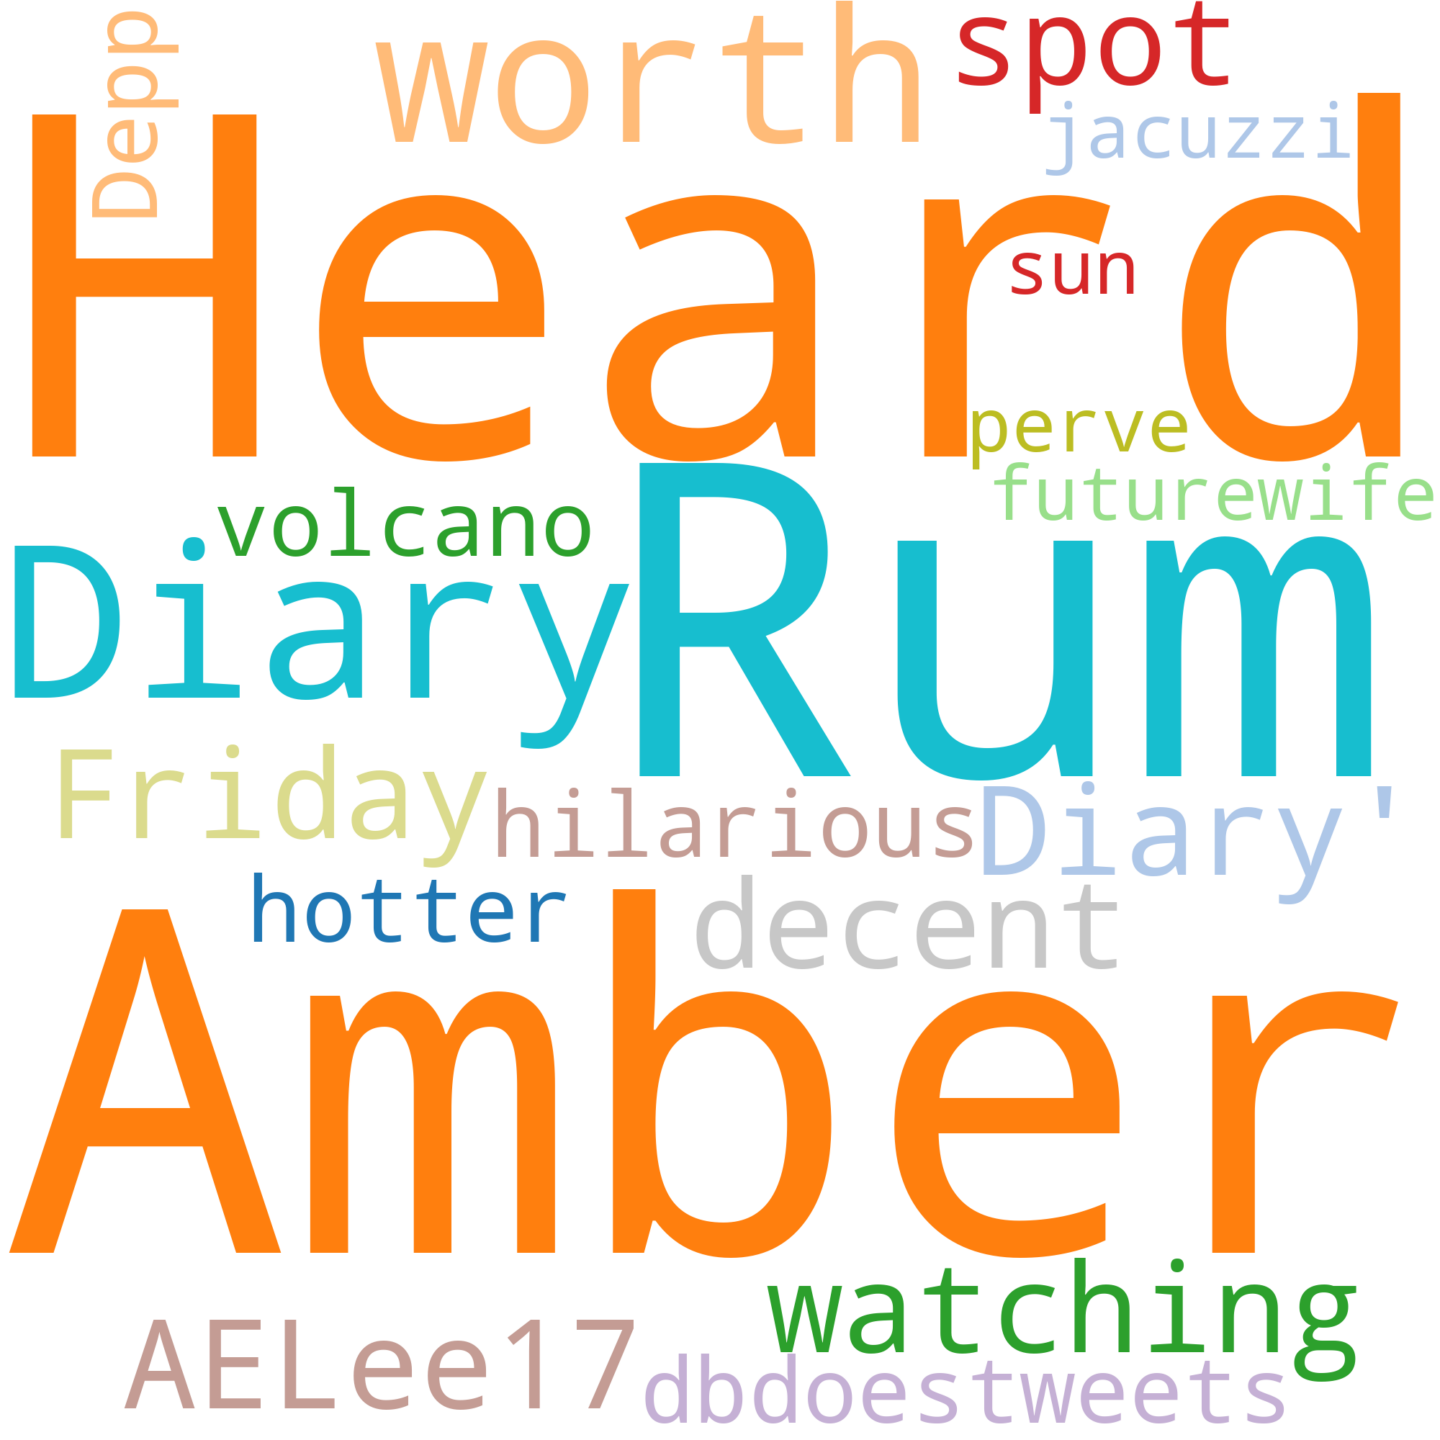 Depp
worth
spot
jacuzzi
Heard
sun
perve
futurewife
volcano
Diary
Rum
Friday
hilarious
Diary'
hotter
decent
Amber
watching
AELee17
dbdoestweets